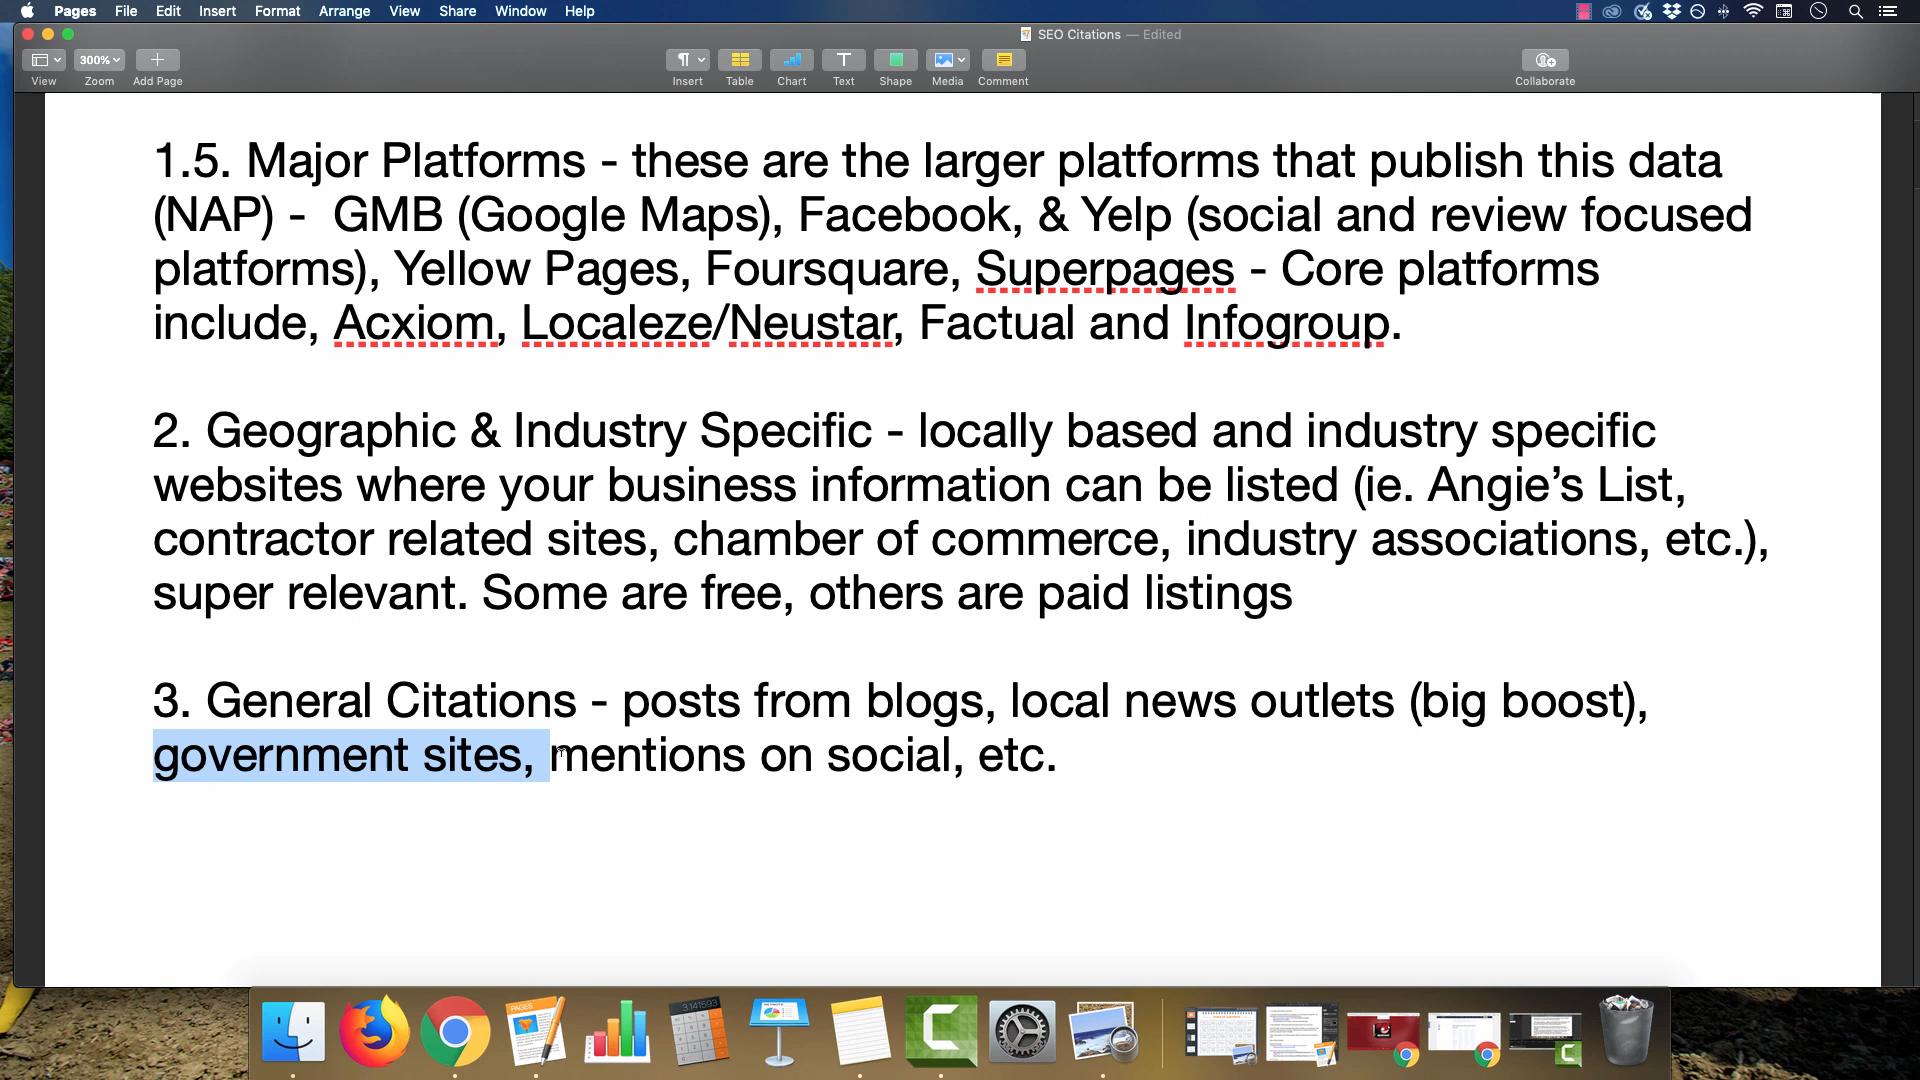 Pages File Edit Insert Format Arrange View Share Window Help
SEO Citations — Edited
300%
View Zoom Add Page Insert Table Chart Text Shape Media Comment Collaborate
1.5. Major Platforms - these are the larger platforms that publish this data
(NAP) - GMB (Google Maps), Facebook, & Yelp (social and review focused
platforms), Yellow Pages, Foursquare, Superpages - Core platforms
include, Acxiom, Localeze/Neustar, Factual and Infogroup.
2. Geographic & Industry Specific - locally based and industry specific
websites where your business information can be listed (ie. Angie’s List,
contractor related sites, chamber of commerce, industry associations, etc.),
super relevant. Some are free, others are paid listings
3. General Citations - posts from blogs, local news outlets (big boost),
government sites, mentions on social, etc.
PAGES
3.141593